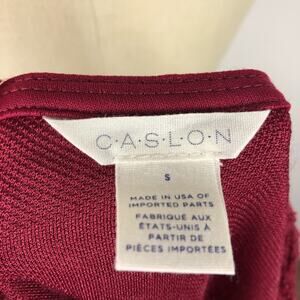 C·A·S·L·O·N
S
MADE IN USA OF
IMPORTED PARTS
FABRIQUÉ AUX
ÉTATS-UNIS À
PARTIR DE
PIÈCES IMPORTÉES